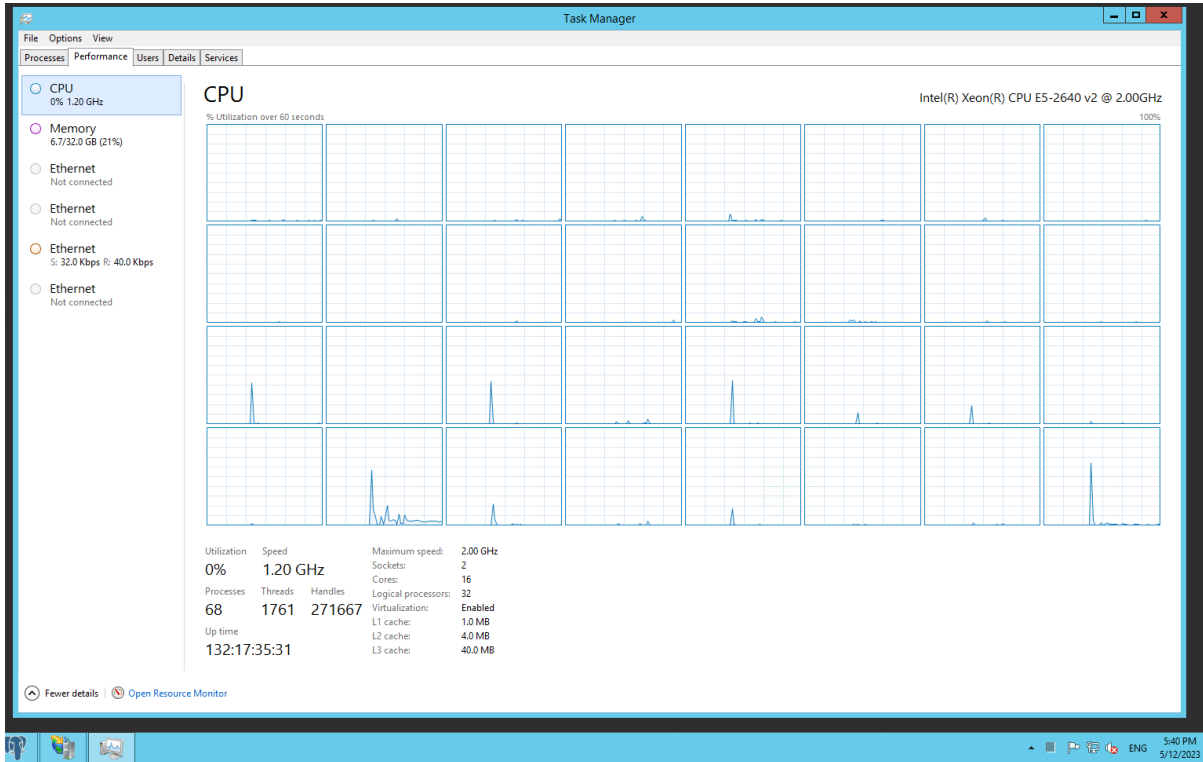 Task Manager
File Options View
Processes Performance Users Details Services
CPU
0% 1.20 GHz
Memory
6.7/32.0 GB (21%)
Ethernet
Not connected
Ethernet
Not connected
Ethernet
S: 32.0 Kbps R: 40.0 Kbps
Ethernet
Not connected
CPU
Intel(R) Xeon(R) CPU E5-2640 v2 @ 2.00GHz
% Utilization over 60 seconds 100%
Utilization Speed
0% 1.20 GHz
Processes Threads Handles
68 1761 271667
Up time
132:17:35:31
Maximum speed: 2.00 GHz
Sockets: 2
Cores: 16
Logical processors: 32
Virtualization: Enabled
L1 cache: 1.0 MB
L2 cache: 4.0 MB
L3 cache: 40.0 MB
Fewer details Open Resource Monitor
ENG
5:40 PM
5/12/2023